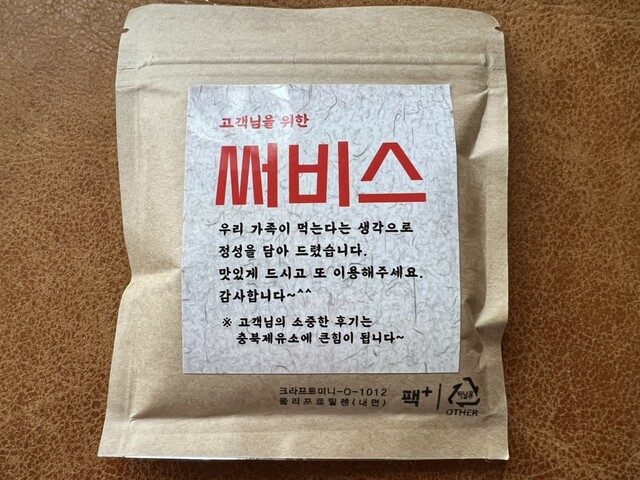 고객님을 위한
써비스
우리 가족이 먹는다는 생각으로
정성을 담아 드렸습니다.
맛있게 드시고 또 이용해주세요.
감사합니다~^^
※ 고객님의 소중한 후기는
충북제유소에 큰힘이 됩니다~
크라프트미니-O-1012
폴리프로필렌(내면)
팩+
비닐류
OTHER